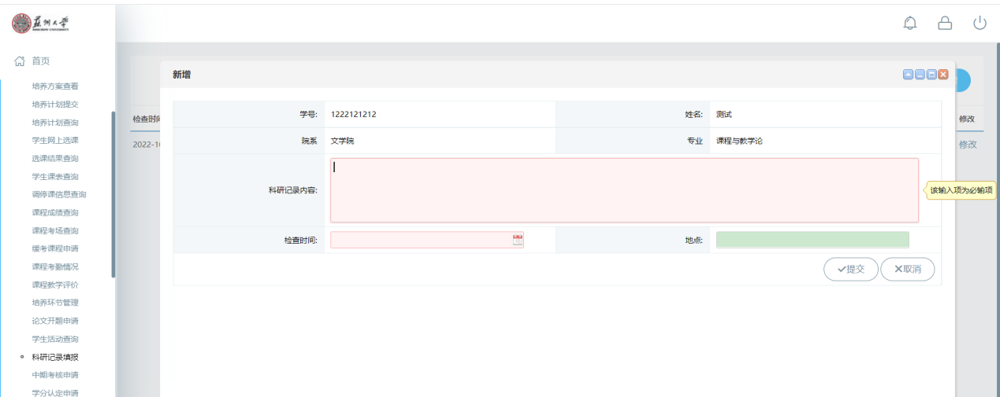 蘇州大學
SOOCHOW UNIVERSITY
首页
培养方案查看
培养计划提交
培养计划查询
学生网上选课
选课结果查询
学生课表查询
调停课信息查询
课程成绩查询
课程考场查询
缓考课程申请
课程考勤情况
课程教学评价
培养环节管理
论文开题申请
学生活动查询
科研记录填报
中期考核申请
学分认定申请
检查时间
修改
2022-10
修改
新增
学号: 1222121212 姓名: 测试
院系 文学院 专业 课程与教学论
科研记录内容:
该输入项为必输项
检查时间: 地点:
提交 取消